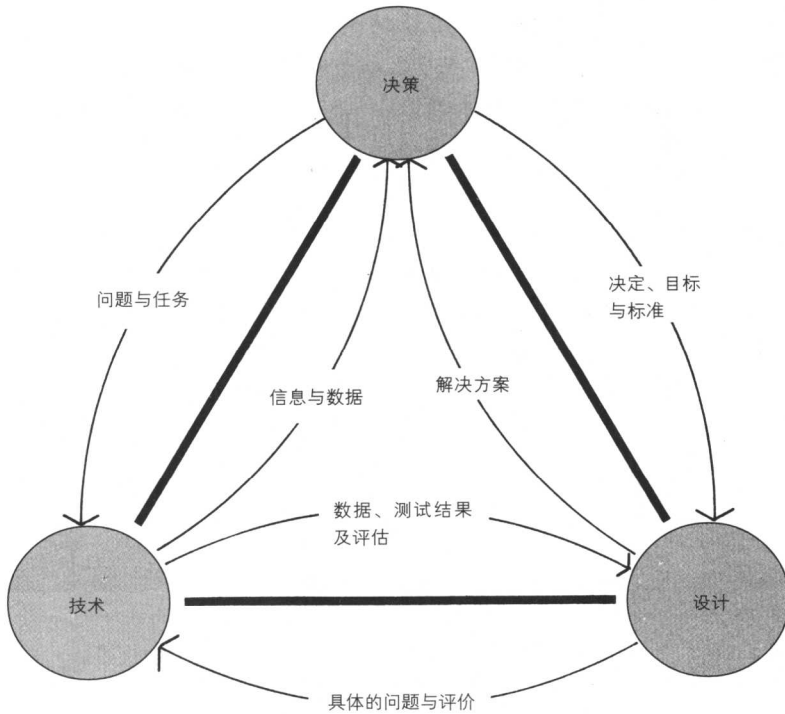 决策
问题与任务
决定、目标
与标准
信息与数据
解决方案
数据、测试结果
及评估
技术
设计
具体的问题与评价